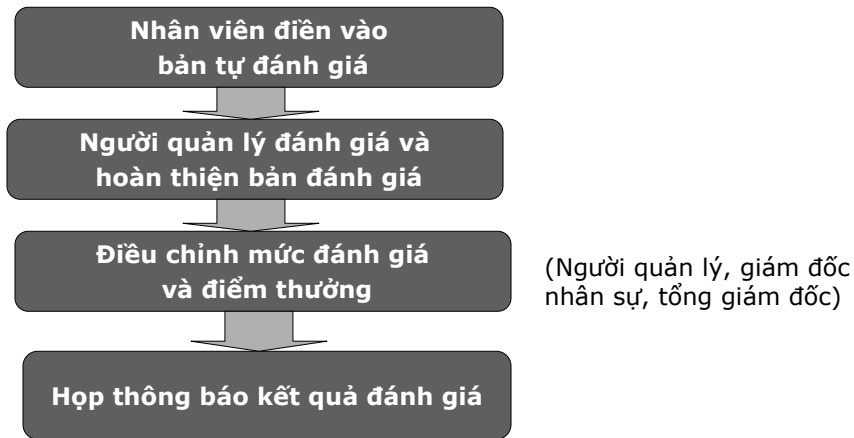 Nhân viên điền vào
bản tự đánh giá
Người quản lý đánh giá và
hoàn thiện bản đánh giá
Điều chỉnh mức đánh giá
và điểm thưởng
(Người quản lý, giám đốc
nhân sự, tổng giám đốc)
Họp thông báo kết quả đánh giá